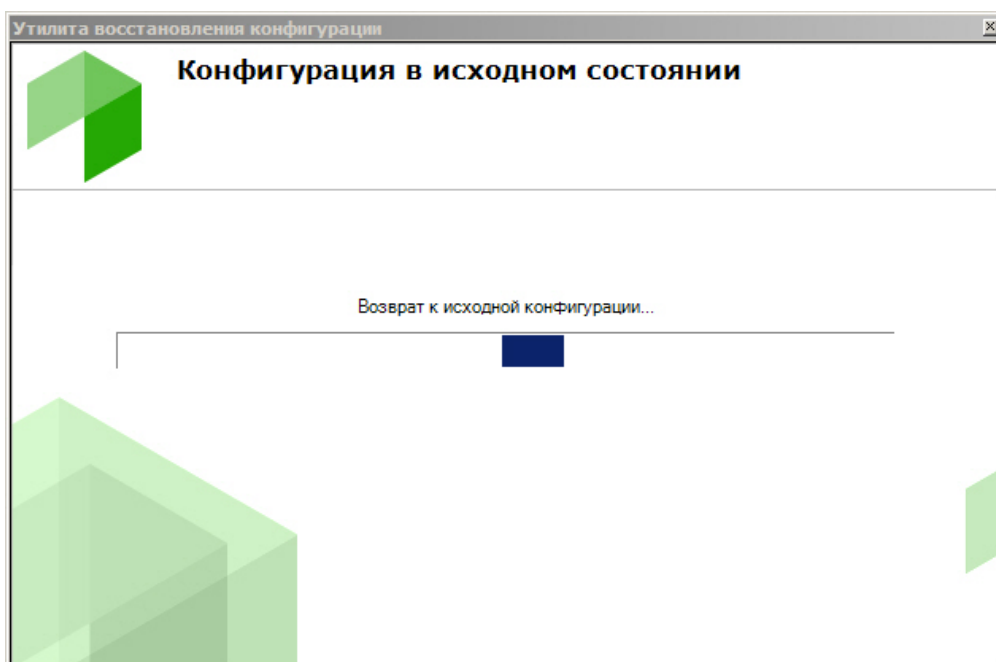 Утилита восстановления конфигурации
Конфигурация в исходном состоянии
Возврат к исходной конфигурации...